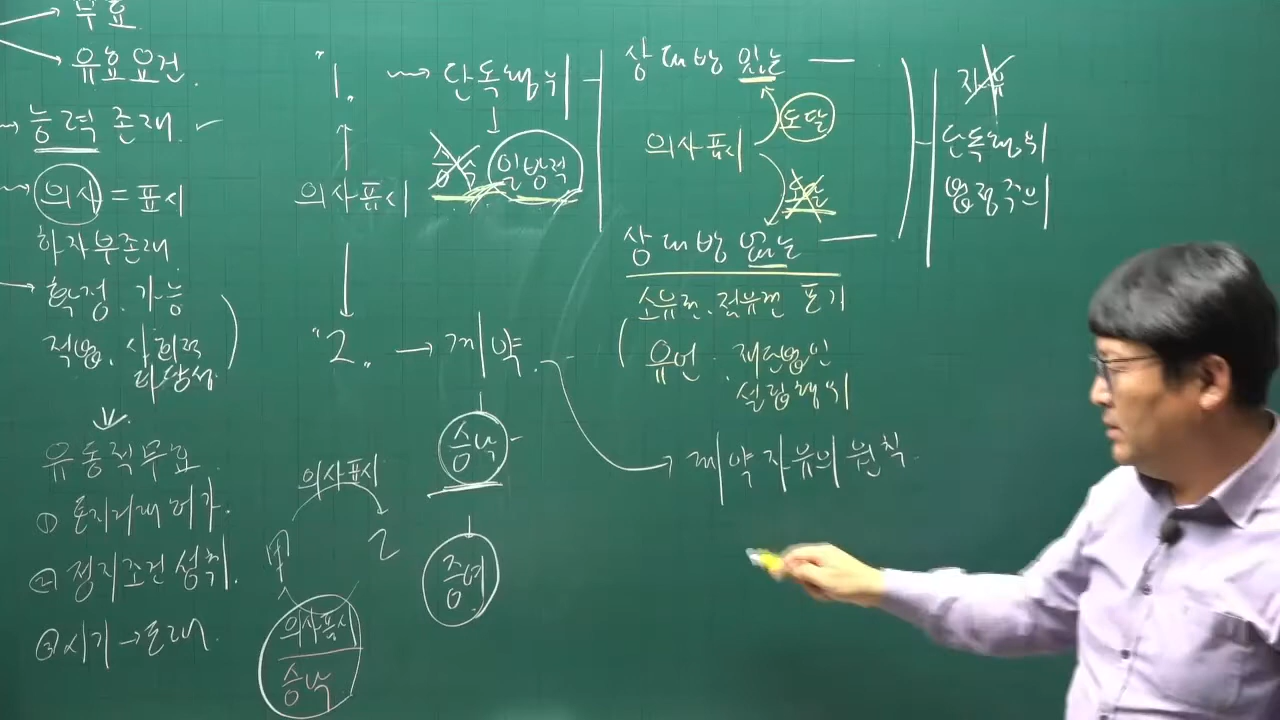 무효
유효요건.
능력 존재
의사 = 표시
하자부존재
확정. 가능
적법. 사회적
타당성.
유동적무효
① 토지거래 허가.
② 정지조건 성취.
③ 시기 → 도래.
"1"
단독행위
승낙 일방적
의사표시
"2"
계약.
승낙
증여
의사표시
甲
乙
의사표시
승낙
상대방 있는
도달
의사표시
도달
상대방 없는
소유권. 점유권 포기
유언. 재단법인
설립행위
계약자유의 원칙.
자유
단독행위
법정주의